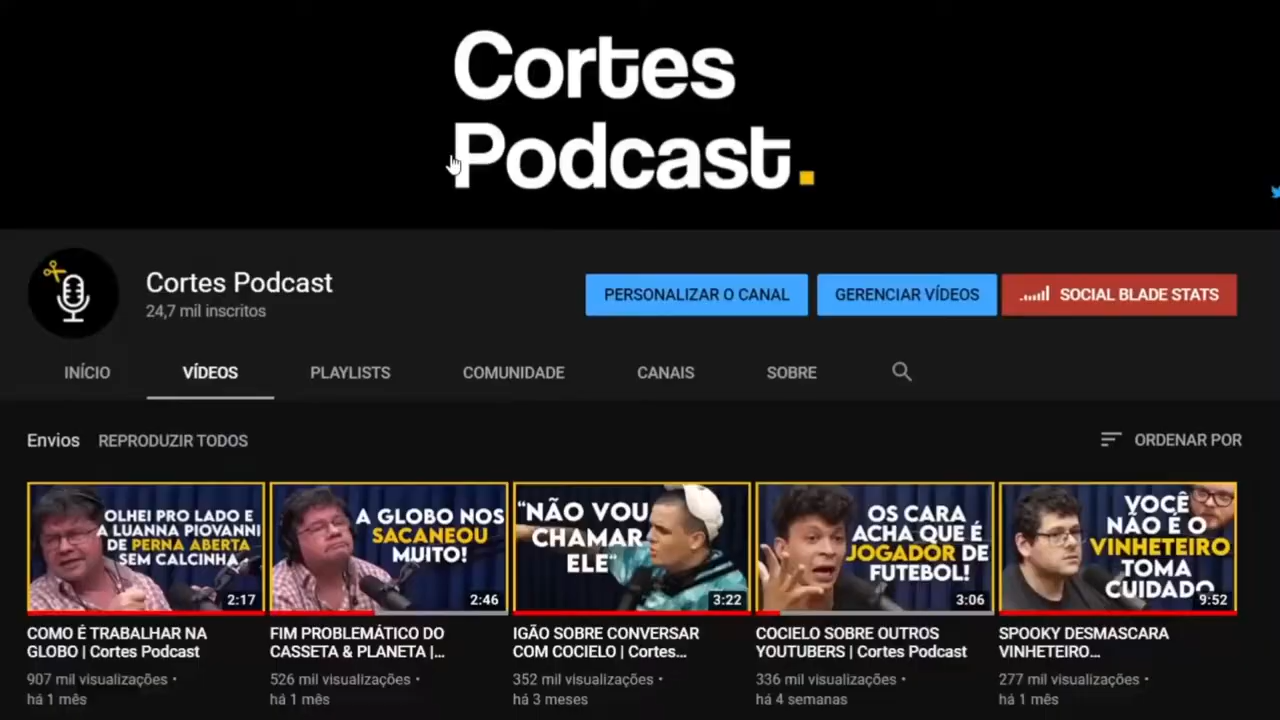 Cortes
Podcast.
Cortes Podcast
24,7 mil inscritos
PERSONALIZAR O CANAL
GERENCIAR VÍDEOS
SOCIAL BLADE STATS
INÍCIO
VÍDEOS
PLAYLISTS
COMUNIDADE
CANAIS
SOBRE
Envios
REPRODUZIR TODOS
ORDENAR POR
OLHEI PRO LADO E
A LUANNA PIOVANNI
DE PERNA ABERTA
SEM CALCINHA
2:17
COMO É TRABALHAR NA
GLOBO | Cortes Podcast
907 mil visualizações •
há 1 mês
A GLOBO NOS
SACANEOU
MUITO!
2:46
FIM PROBLEMÁTICO DO
CASSETA & PLANETA |...
526 mil visualizações •
há 1 mês
"NÃO VOU
CHAMAR
ELE"
3:22
IGÃO SOBRE CONVERSAR
COM COCIELO | Cortes...
352 mil visualizações •
há 3 meses
OS CARA
ACHA QUE É
JOGADOR DE
FUTEBOL!
3:06
COCIELO SOBRE OUTROS
YOUTUBERS | Cortes Podcast
336 mil visualizações •
há 4 semanas
VOCÊ
NÃO É O
VINHETEIRO
TOMA
CUIDADO
9:52
SPOOKY DESMASCARA
VINHETEIRO...
277 mil visualizações •
há 1 mês